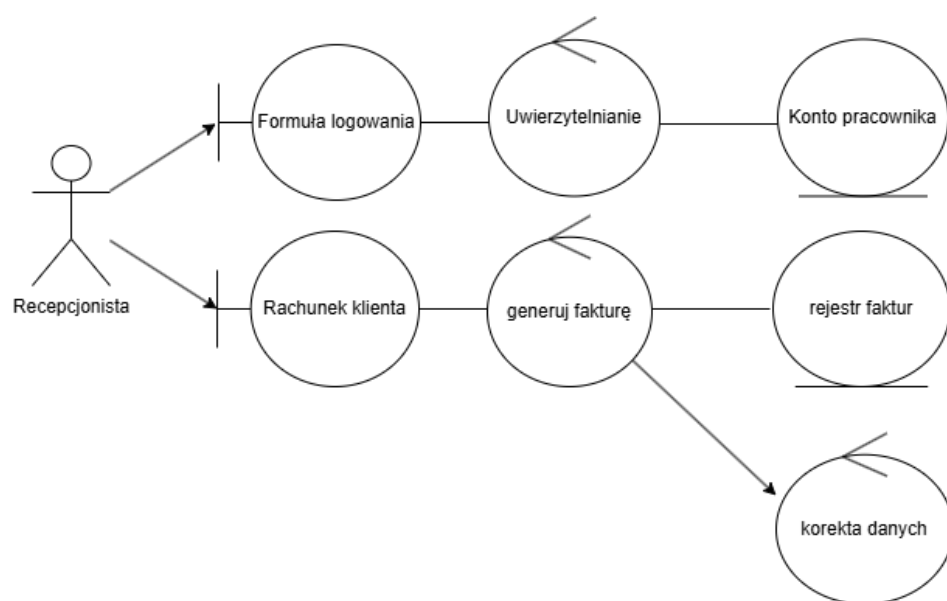 Formuła logowania
Uwierzytelnianie
Konto pracownika
Recepcjonista
Rachunek klienta
generuj fakturę
rejestr faktur
korekta danych